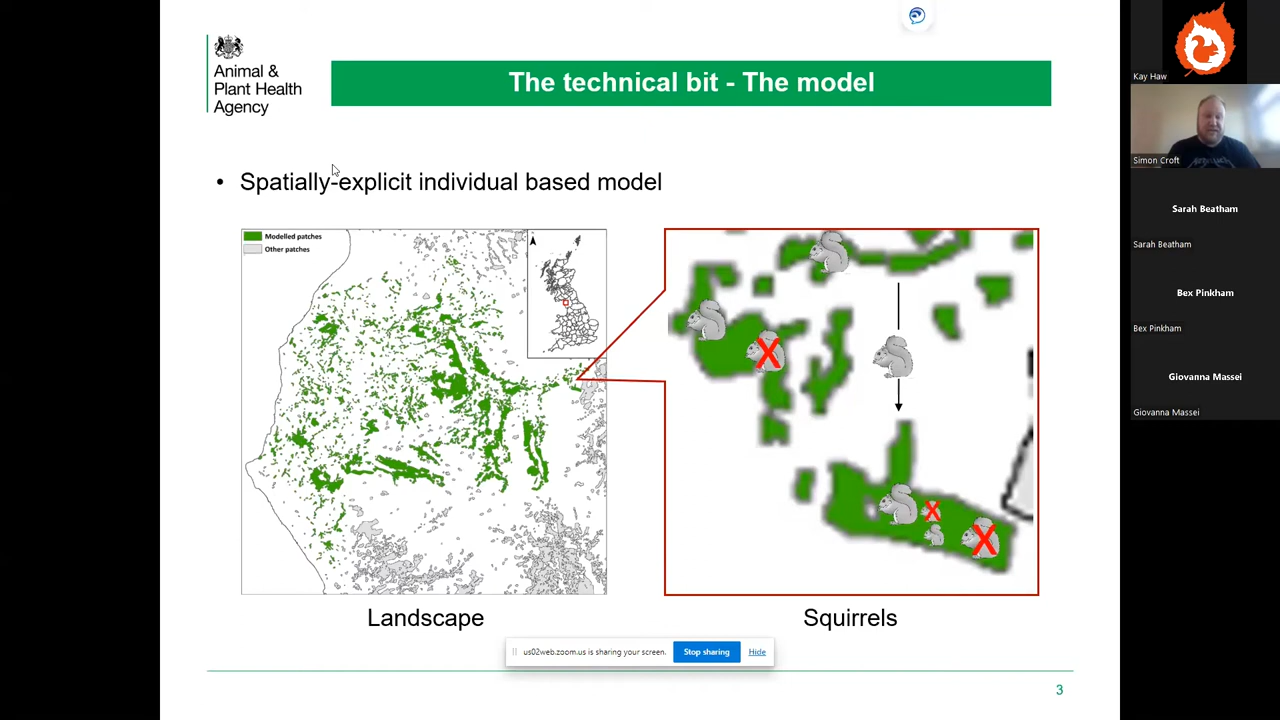 Animal &
Plant Health
Agency
The technical bit - The model
• Spatially-explicit individual based model
Modelled patches
Other patches
X
X
X
Landscape
Squirrels
us02web.zoom.us is sharing your screen.
Stop sharing
Hide
3
Kay Haw
Simon Croft
Sarah Beatham
Sarah Beatham
Bex Pinkham
Bex Pinkham
Giovanna Massei
Giovanna Massei